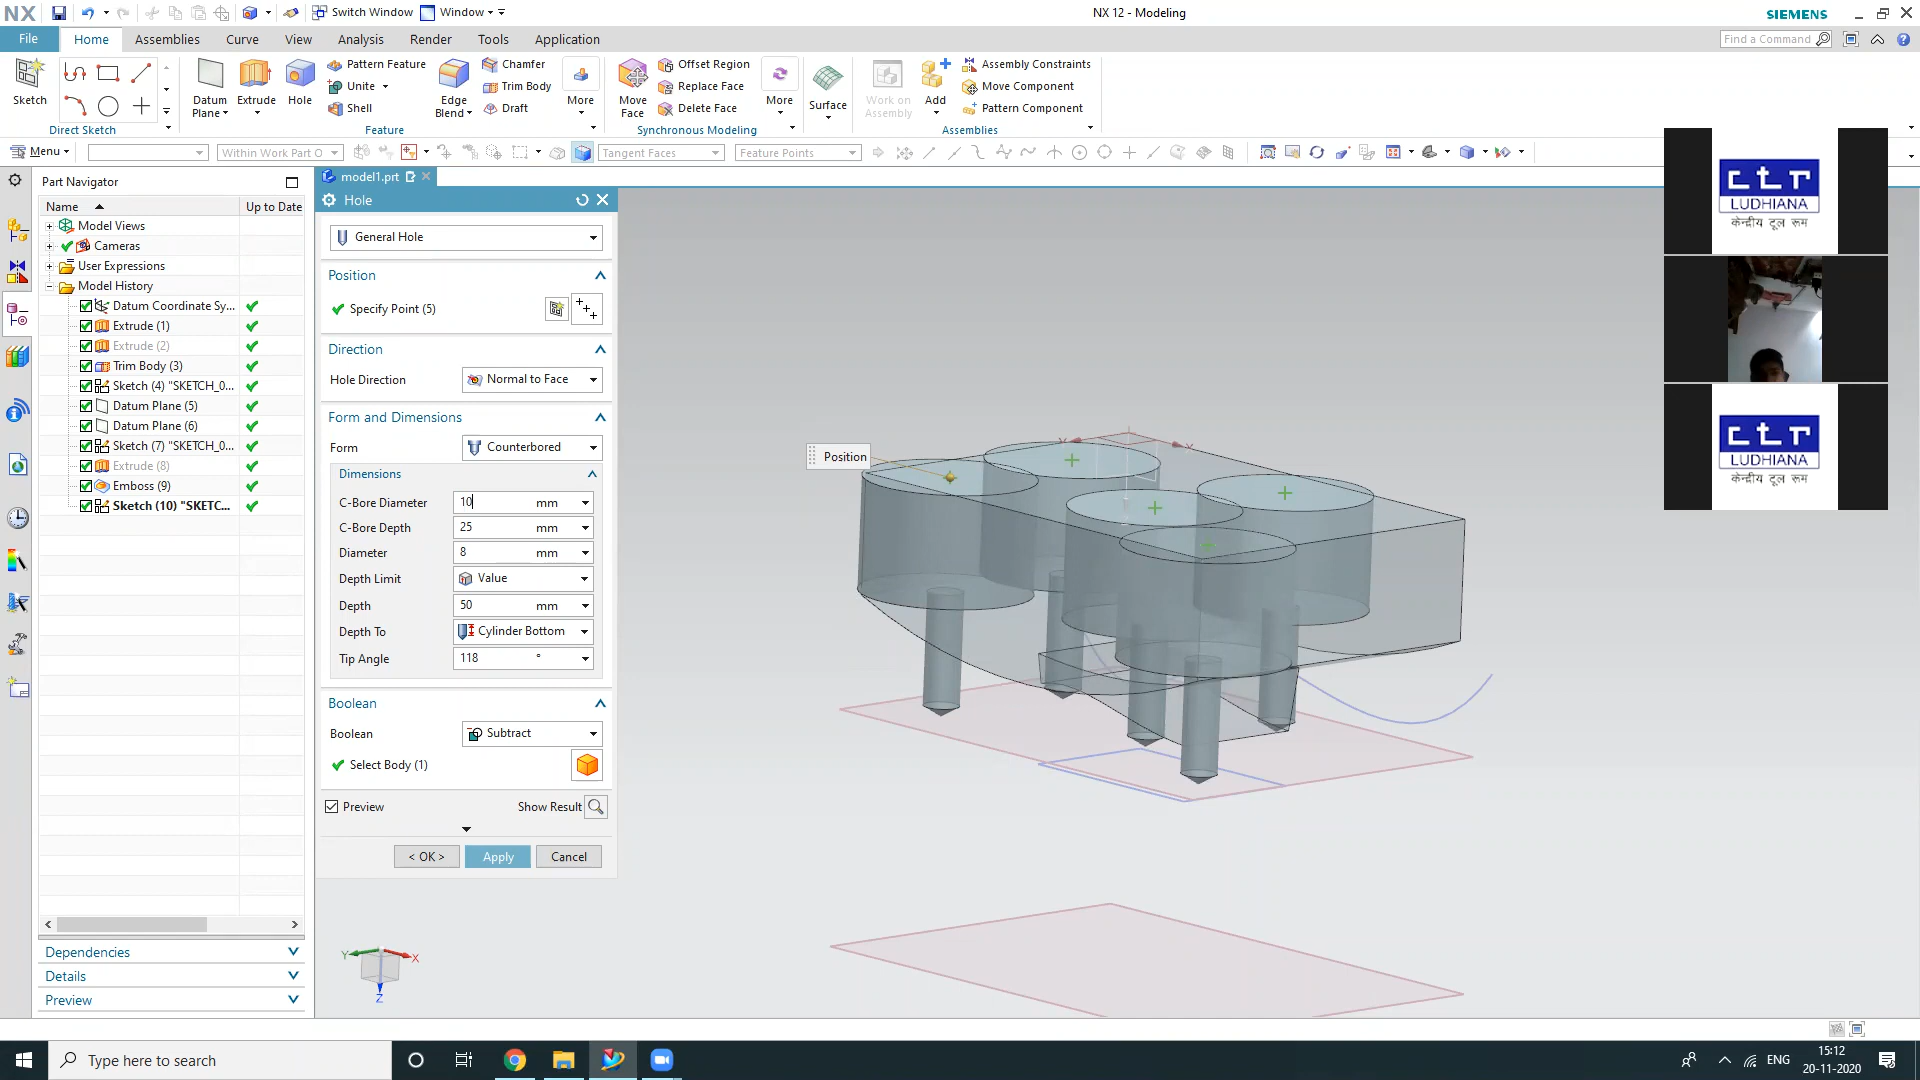 NX
Switch Window
Window
NX 12 - Modeling
SIEMENS
File
Home
Assemblies
Curve
View
Analysis
Render
Tools
Application
Find a Command
Sketch
Direct Sketch
Datum Plane
Extrude
Hole
Pattern Feature
Unite
Shell
Edge Blend
Chamfer
Trim Body
Draft
More
Feature
Move Face
Offset Region
Replace Face
Delete Face
More
Synchronous Modeling
Surface
Work on Assembly
Add
Assembly Constraints
Move Component
Pattern Component
Assemblies
Menu
Within Work Part O
Tangent Faces
Feature Points
Part Navigator
Name
Up to Date
Model Views
Cameras
User Expressions
Model History
Datum Coordinate Sy...
Extrude (1)
Extrude (2)
Trim Body (3)
Sketch (4) "SKETCH_0...
Datum Plane (5)
Datum Plane (6)
Sketch (7) "SKETCH_0...
Extrude (8)
Emboss (9)
Sketch (10) "SKETC...
Dependencies
Details
Preview
model1.prt
Hole
General Hole
Position
Specify Point (5)
Direction
Hole Direction
Normal to Face
Form and Dimensions
Form
Counterbored
Dimensions
C-Bore Diameter
10
mm
C-Bore Depth
25
mm
Diameter
8
mm
Depth Limit
Value
Depth
50
mm
Depth To
Cylinder Bottom
Tip Angle
118
°
Boolean
Boolean
Subtract
Select Body (1)
Preview
Show Result
< OK >
Apply
Cancel
Position
Y
X
Z
ctr
LUDHIANA
केन्दीय टूल रूम
ctr
LUDHIANA
केन्दीय टूल रूम
Type here to search
ENG
15:12
20-11-2020